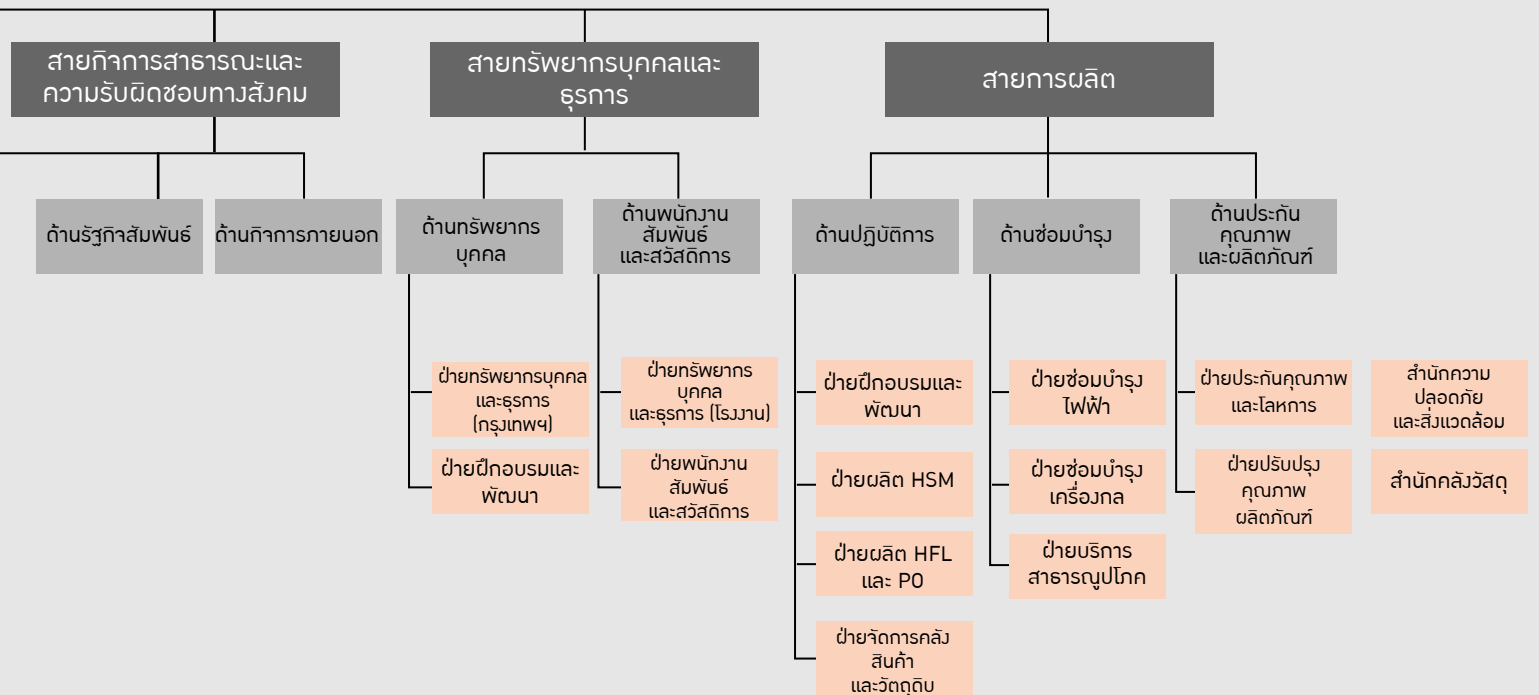 สายกิจการสาธารณะและ
ความรับผิดชอบทางสังคม
สายทรัพยากรบุคคลและ
ธุรการ
สายการผลิต
ด้านรัฐกิจสัมพันธ์
ด้านกิจการภายนอก
ด้านทรัพยากร
บุคคล
ด้านพนักงาน
สัมพันธ์
และสวัสดิการ
ด้านปฏิบัติการ
ด้านซ่อมบำรุง
ด้านประกัน
คุณภาพ
และผลิตภัณฑ์
ฝ่ายทรัพยากรบุคคล
และธุรการ
(กรุงเทพฯ)
ฝ่ายทรัพยากร
บุคคล
และธุรการ (โรงงาน)
ฝ่ายฝึกอบรมและ
พัฒนา
ฝ่ายซ่อมบำรุง
ไฟฟ้า
ฝ่ายประกันคุณภาพ
และโลหการ
สำนักความ
ปลอดภัย
และสิ่งแวดล้อม
ฝ่ายฝึกอบรมและ
พัฒนา
ฝ่ายพนักงาน
สัมพันธ์
และสวัสดิการ
ฝ่ายผลิต HSM
ฝ่ายซ่อมบำรุง
เครื่องกล
ฝ่ายปรับปรุง
คุณภาพ
ผลิตภัณฑ์
สำนักคลังวัสดุ
ฝ่ายผลิต HFL
และ PO
ฝ่ายบริการ
สาธารณูปโภค
ฝ่ายจัดการคลัง
สินค้า
และวัตถุดิบ